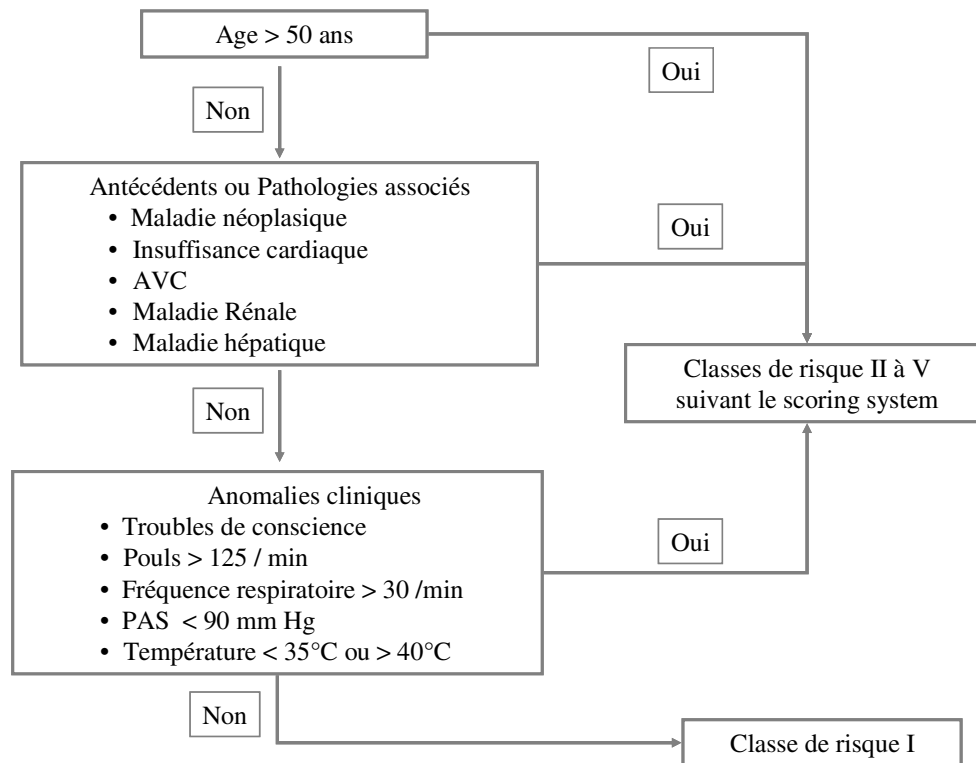 Age > 50 ans
Oui
Non
Antécédents ou Pathologies associés
• Maladie néoplasique
• Insuffisance cardiaque
• AVC
• Maladie Rénale
• Maladie hépatique
Oui
Classes de risque II à V
suivant le scoring system
Non
Anomalies cliniques
• Troubles de conscience
• Pouls > 125 / min
• Fréquence respiratoire > 30 /min
• PAS < 90 mm Hg
• Température < 35°C ou > 40°C
Oui
Non
Classe de risque I